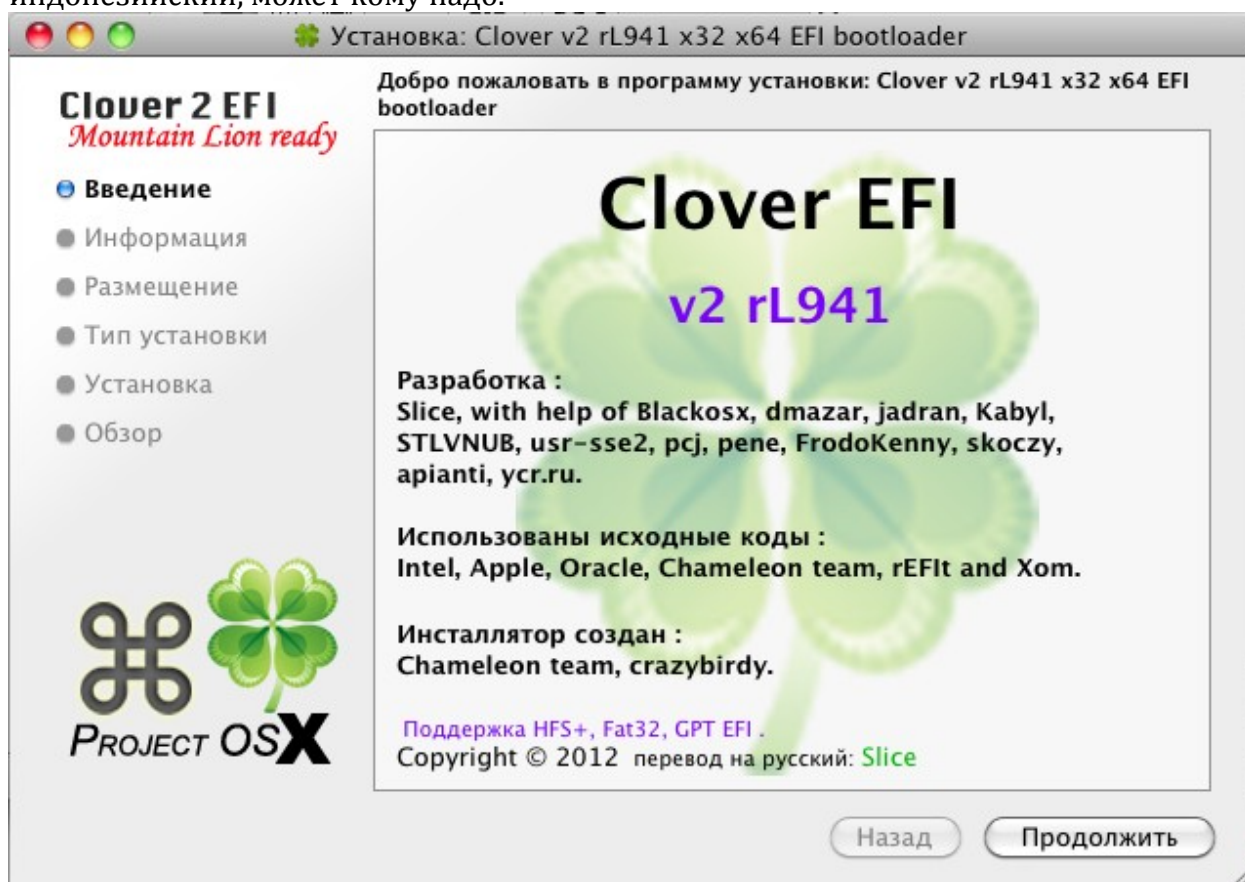 индонезийский, может кому надо.
Установка: Clover v2 rL941 x32 x64 EFI bootloader
Clover 2 EFI
Mountain Lion ready
Введение
Информация
Размещение
Тип установки
Установка
Обзор
PROJECT OSX
Добро пожаловать в программу установки: Clover v2 rL941 x32 x64 EFI
bootloader
Clover EFI
v2 rL941
Разработка :
Slice, with help of Blackosx, dmazar, jadran, Kabyl,
STLVNUB, usr-sse2, pcj, pene, FrodoKenny, skoczy,
apianti, ycr.ru.
Использованы исходные коды :
Intel, Apple, Oracle, Chameleon team, rEFIt and Xom.
Инсталлятор создан :
Chameleon team, crazybirdy.
Поддержка HFS+, Fat32, GPT EFI .
Copyright © 2012 перевод на русский: Slice
Назад
Продолжить